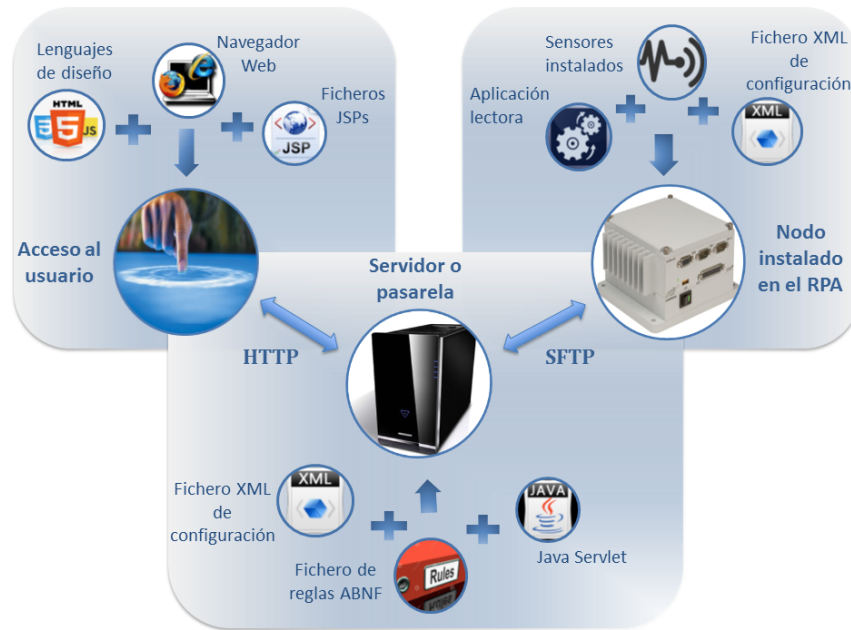 Lenguajes
de diseño
Navegador
Web
Ficheros
JSPs
HTML
5
JS
JSP
Acceso al
usuario
Sensores
instalados
Fichero XML
de
configuración
Aplicación
lectora
XML
Nodo
instalado
en el RPA
Servidor o
pasarela
HTTP
SFTP
Fichero XML
de
configuración
XML
Fichero de
reglas ABNF
Rules
JAVA
Java Servlet